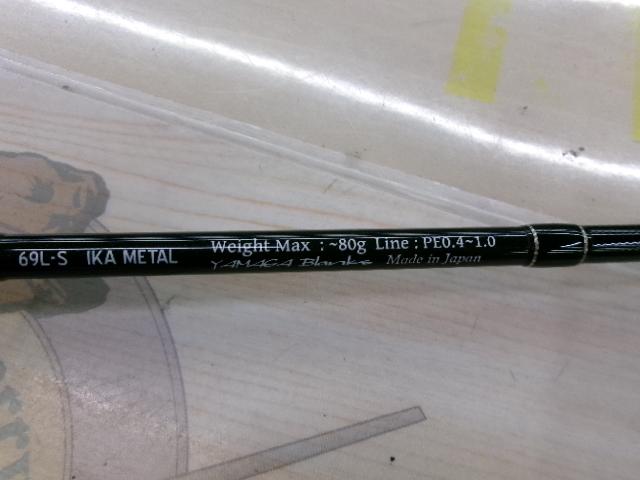 69L-S IKA METAL
Weight Max : ~80g Line : PE0.4~1.0
YAMAGA Blanks Made in Japan